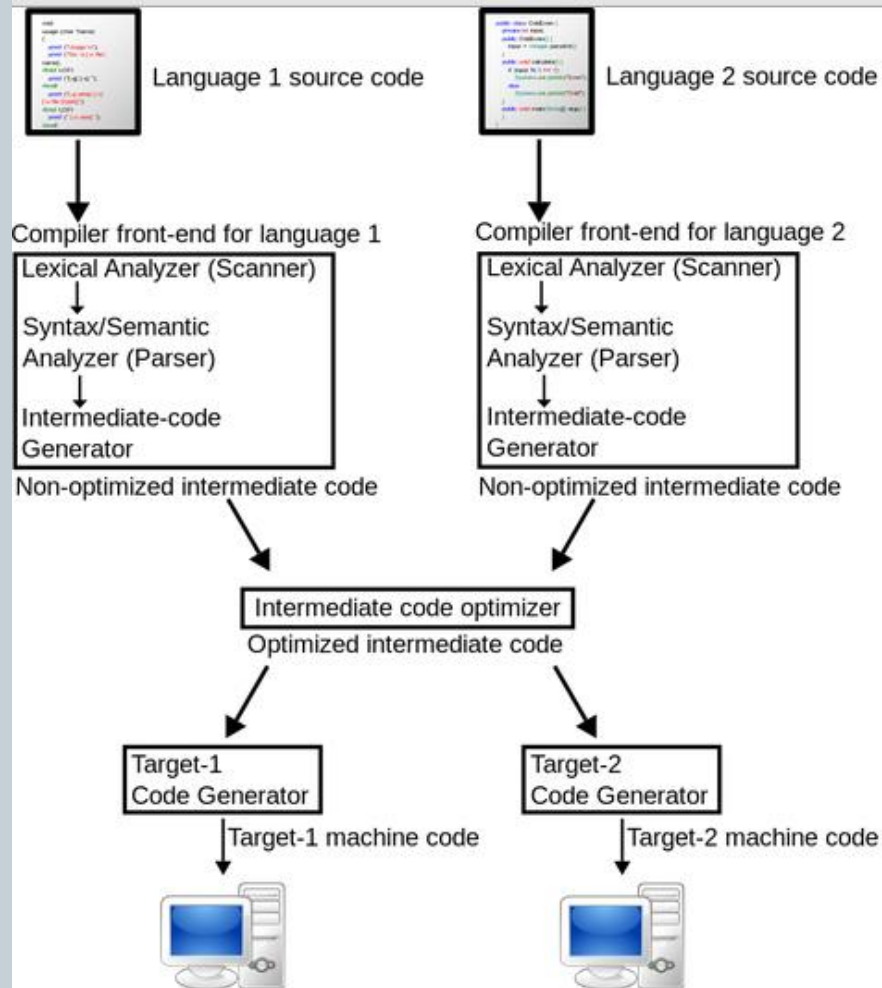 Language 1 source code
Language 2 source code
Compiler front-end for language 1
Lexical Analyzer (Scanner)
Syntax/Semantic
Analyzer (Parser)
Intermediate-code
Generator
Non-optimized intermediate code
Compiler front-end for language 2
Lexical Analyzer (Scanner)
Syntax/Semantic
Analyzer (Parser)
Intermediate-code
Generator
Non-optimized intermediate code
Intermediate code optimizer
Optimized intermediate code
Target-1
Code Generator
Target-1 machine code
Target-2
Code Generator
Target-2 machine code